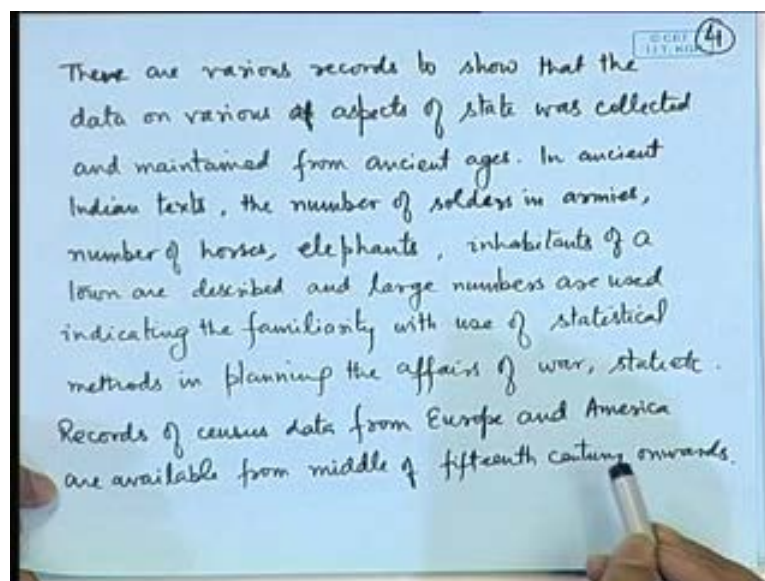 © CET
I.I.T. KGP
4
There are various records to show that the
data on various aspects of state was collected
and maintained from ancient ages. In ancient
Indian texts, the number of solders in armies,
number of horses, elephants, inhabitants of a
town are described and large numbers are used
indicating the familiarity with use of statistical
methods in planning the affairs of war, state etc.
Records of census data from Europe and America
are available from middle of fifteenth century onwards.